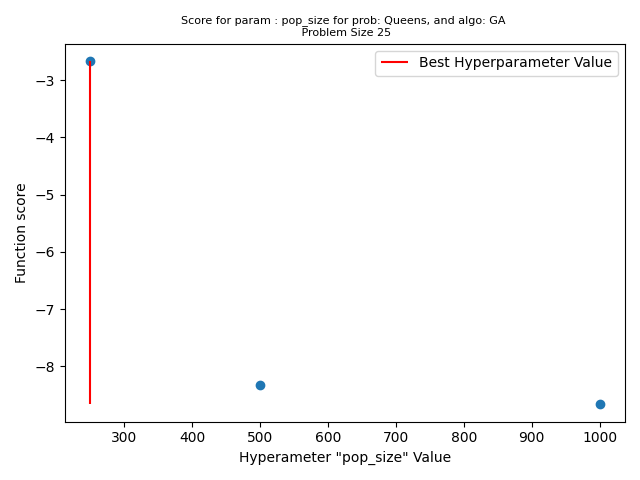 Score for param : pop_size for prob: Queens, and algo: GA
Problem Size 25
Best Hyperparameter Value
Function score
−3
−4
−5
−6
−7
−8
300
400
500
600
700
800
900
1000
Hyperameter "pop_size" Value